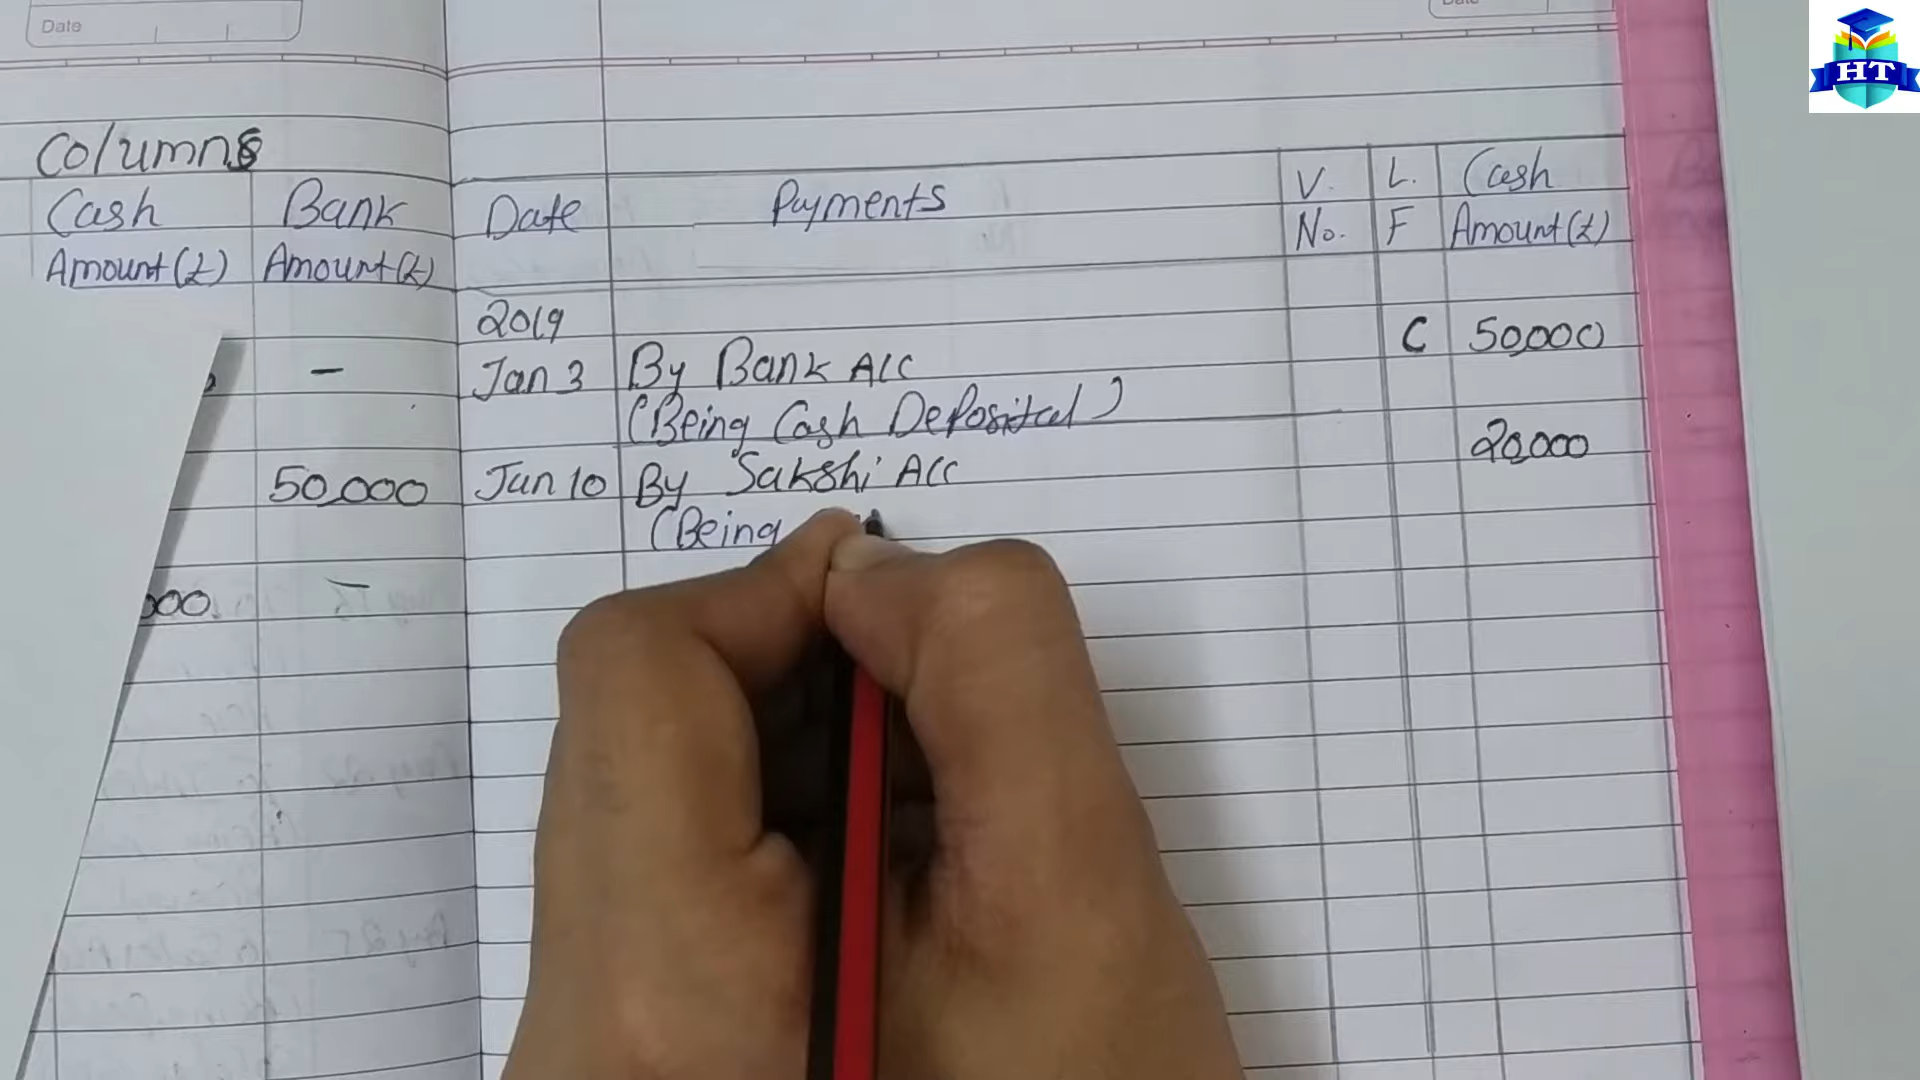 Date
HT
Columns
Cash Bank Date Payments V. L. Cash
Amount(₹) Amount(₹) No. F Amount(₹)
2019
- Jan 3 By Bank A/C C 50,000
(Being Cash Deposited)
50,000 Jan 10 By Sakshi A/C 20,000
(Being
000. -